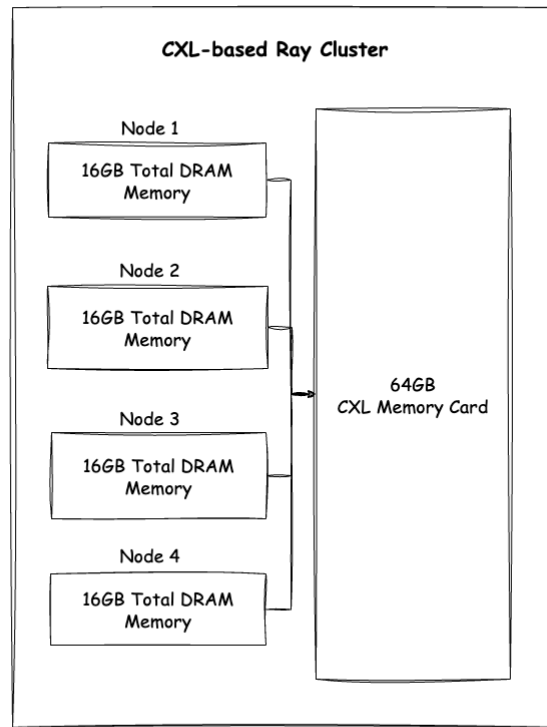 CXL-based Ray Cluster
Node 1
16GB Total DRAM
Memory
Node 2
16GB Total DRAM
Memory
Node 3
16GB Total DRAM
Memory
Node 4
16GB Total DRAM
Memory
64GB
CXL Memory Card